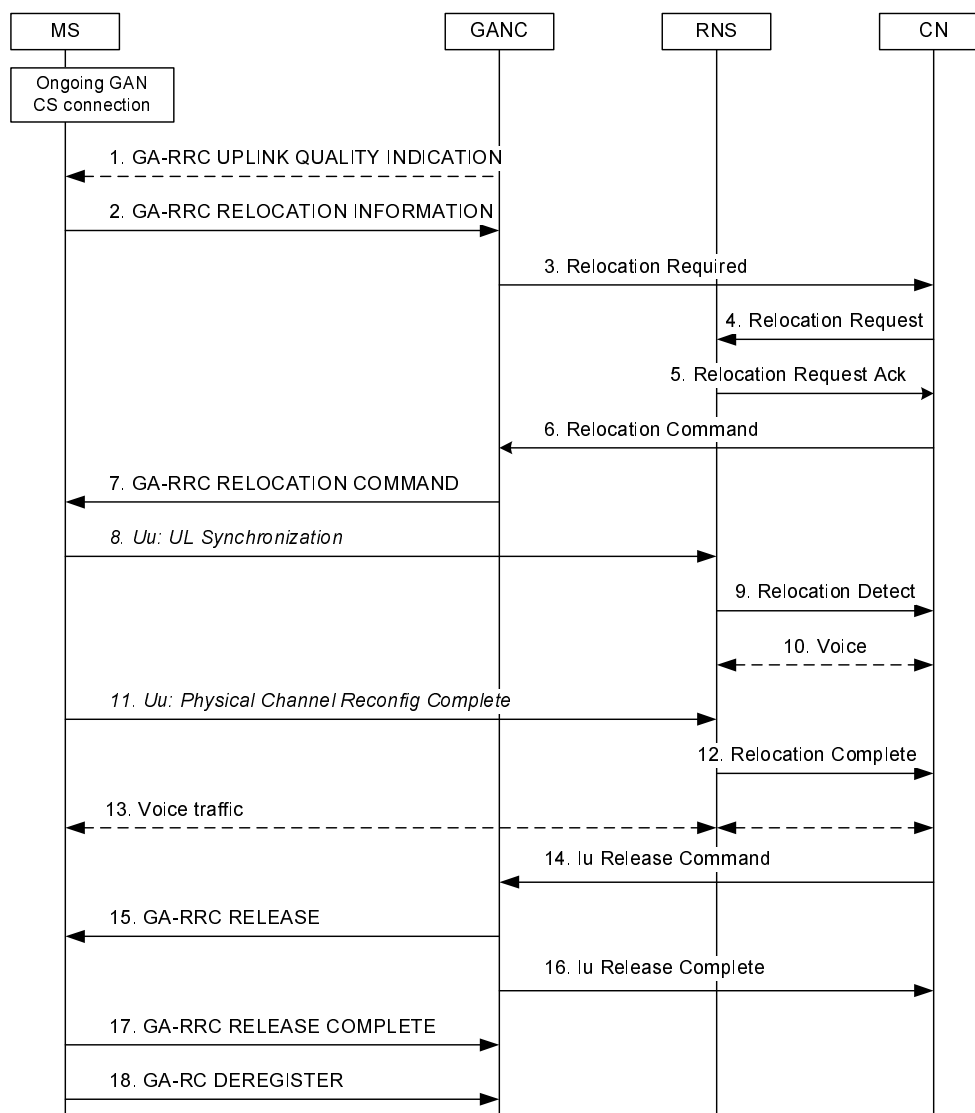 MS
GANC
RNS
CN
Ongoing GAN
CS connection
1. GA-RRC UPLINK QUALITY INDICATION
2. GA-RRC RELOCATION INFORMATION
3. Relocation Required
4. Relocation Request
5. Relocation Request Ack
6. Relocation Command
7. GA-RRC RELOCATION COMMAND
8. Uu: UL Synchronization
9. Relocation Detect
10. Voice
11. Uu: Physical Channel Reconfig Complete
12. Relocation Complete
13. Voice traffic
14. Iu Release Command
15. GA-RRC RELEASE
16. Iu Release Complete
17. GA-RRC RELEASE COMPLETE
18. GA-RC DEREGISTER